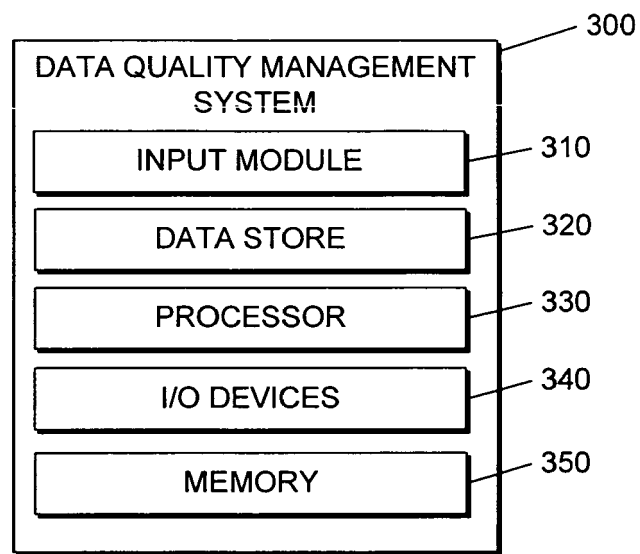 300
DATA QUALITY MANAGEMENT
SYSTEM
INPUT MODULE
310
DATA STORE
320
PROCESSOR
330
I/O DEVICES
340
MEMORY
350